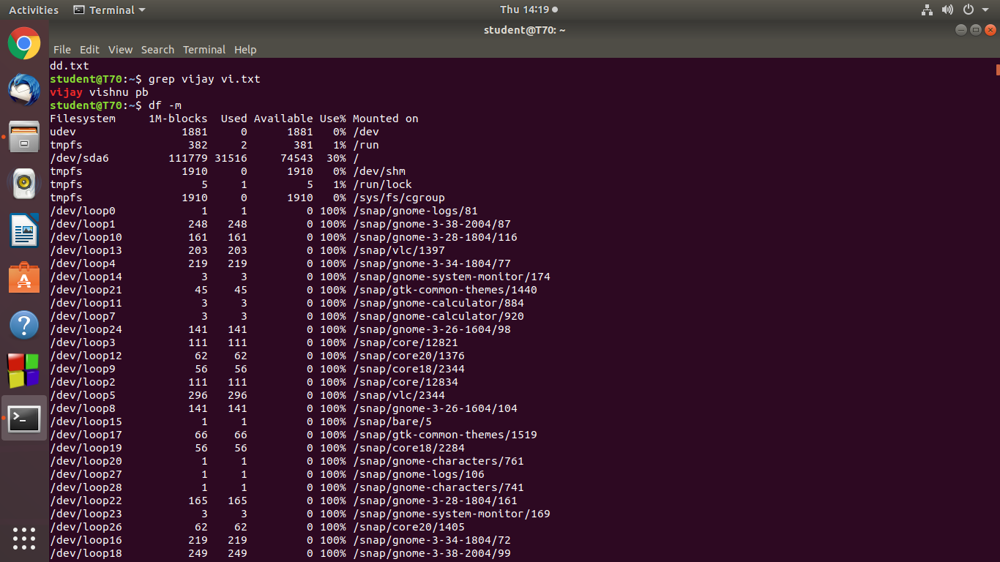 Activities Terminal Thu 14:19
student@T70: ~
File Edit View Search Terminal Help
dd.txt
student@T70:~$ grep vijay vi.txt
vijay vishnu pb
student@T70:~$ df -m
Filesystem     1M-blocks  Used Available Use% Mounted on
udev                1881     0      1881   0% /dev
tmpfs                382     2       381   1% /run
/dev/sda6         111779 31516     74543  30% /
tmpfs               1910     0      1910   0% /dev/shm
tmpfs                  5     1         5   1% /run/lock
tmpfs               1910     0      1910   0% /sys/fs/cgroup
/dev/loop0             1     1         0 100% /snap/gnome-logs/81
/dev/loop1           248   248         0 100% /snap/gnome-3-38-2004/87
/dev/loop10          161   161         0 100% /snap/gnome-3-28-1804/116
/dev/loop13          203   203         0 100% /snap/vlc/1397
/dev/loop4           219   219         0 100% /snap/gnome-3-34-1804/77
/dev/loop14            3     3         0 100% /snap/gnome-system-monitor/174
/dev/loop21           45    45         0 100% /snap/gtk-common-themes/1440
/dev/loop11            3     3         0 100% /snap/gnome-calculator/884
/dev/loop7             3     3         0 100% /snap/gnome-calculator/920
/dev/loop24          141   141         0 100% /snap/gnome-3-26-1604/98
/dev/loop3           111   111         0 100% /snap/core/12821
/dev/loop12           62    62         0 100% /snap/core20/1376
/dev/loop9            56    56         0 100% /snap/core18/2344
/dev/loop2           111   111         0 100% /snap/core/12834
/dev/loop5           296   296         0 100% /snap/vlc/2344
/dev/loop8           141   141         0 100% /snap/gnome-3-26-1604/104
/dev/loop15            1     1         0 100% /snap/bare/5
/dev/loop17           66    66         0 100% /snap/gtk-common-themes/1519
/dev/loop19           56    56         0 100% /snap/core18/2284
/dev/loop20            1     1         0 100% /snap/gnome-characters/761
/dev/loop27            1     1         0 100% /snap/gnome-logs/106
/dev/loop28            1     1         0 100% /snap/gnome-characters/741
/dev/loop22          165   165         0 100% /snap/gnome-3-28-1804/161
/dev/loop23            3     3         0 100% /snap/gnome-system-monitor/169
/dev/loop26           62    62         0 100% /snap/core20/1405
/dev/loop16          219   219         0 100% /snap/gnome-3-34-1804/72
/dev/loop18          249   249         0 100% /snap/gnome-3-38-2004/99